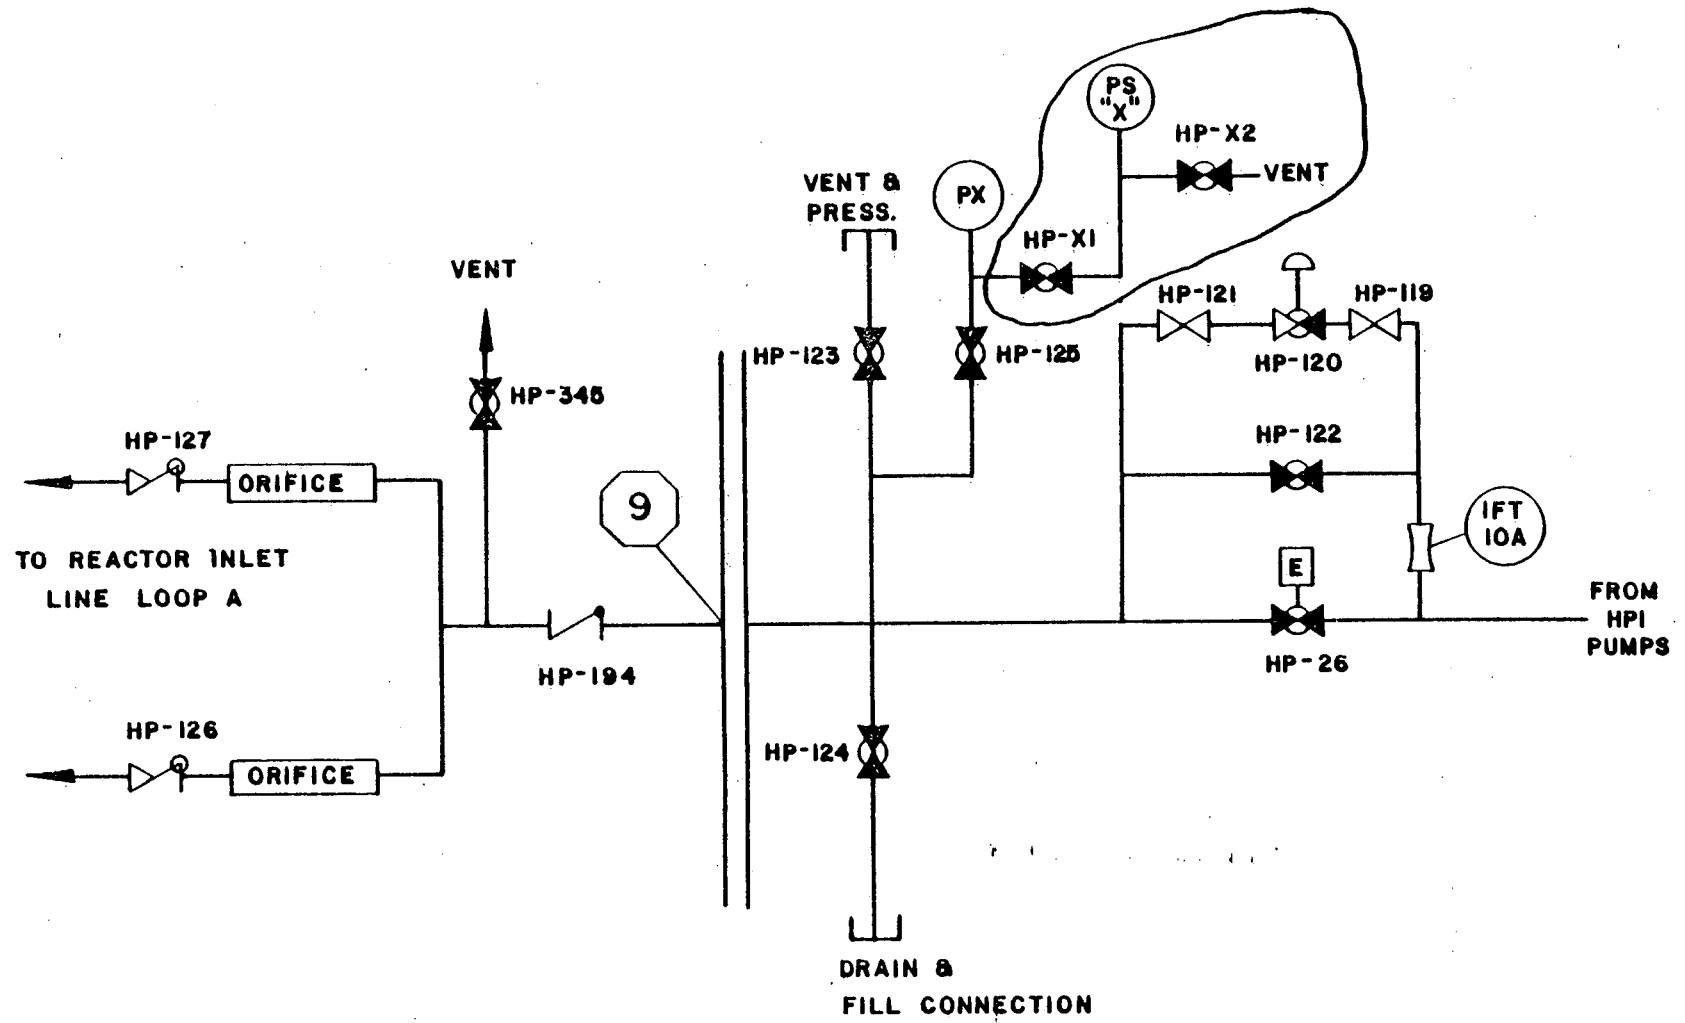 PS
"X"
HP-X2
VENT
VENT &
PRESS.
PX
HP-X1
VENT
HP-121
HP-119
HP-123
HP-125
HP-120
HP-345
HP-127
HP-122
ORIFICE
9
1FT
10A
TO REACTOR INLET
LINE LOOP A
E
FROM
HPI
PUMPS
HP-194
HP-26
HP-126
HP-124
ORIFICE
DRAIN &
FILL CONNECTION